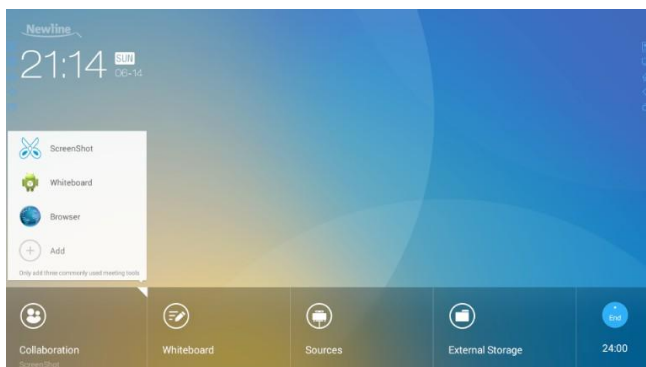 Newline
21:14 SUN
06-14
ScreenShot
Whiteboard
Browser
Add
Only add three commonly used meeting tools
Collaboration
ScreenShot
Whiteboard
Sources
External Storage
End
24:00